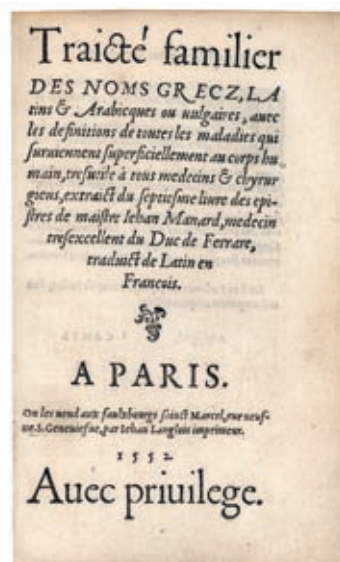 Traicté familier
DES NOMS GRECZ, LA
tins & Arabicques ou uulgaires, auec
les definitions de toutes les maladies qui
suruiennent superficiellement au corps hu
main, tresutile à tous medecins & chyrur
giens, extraict du septiesme liure des epi-
stres de maistre Iehan Manard, medecin
tresexcellent du Duc de Ferrare,
traduict de Latin en
Francois.
A PARIS.
On les uend aux faulxbourgs sainct Marcel, rue neuf-
ue S. Geneuiefue, par Iehan Langlois imprimeur.
1552
Auec priuilege.